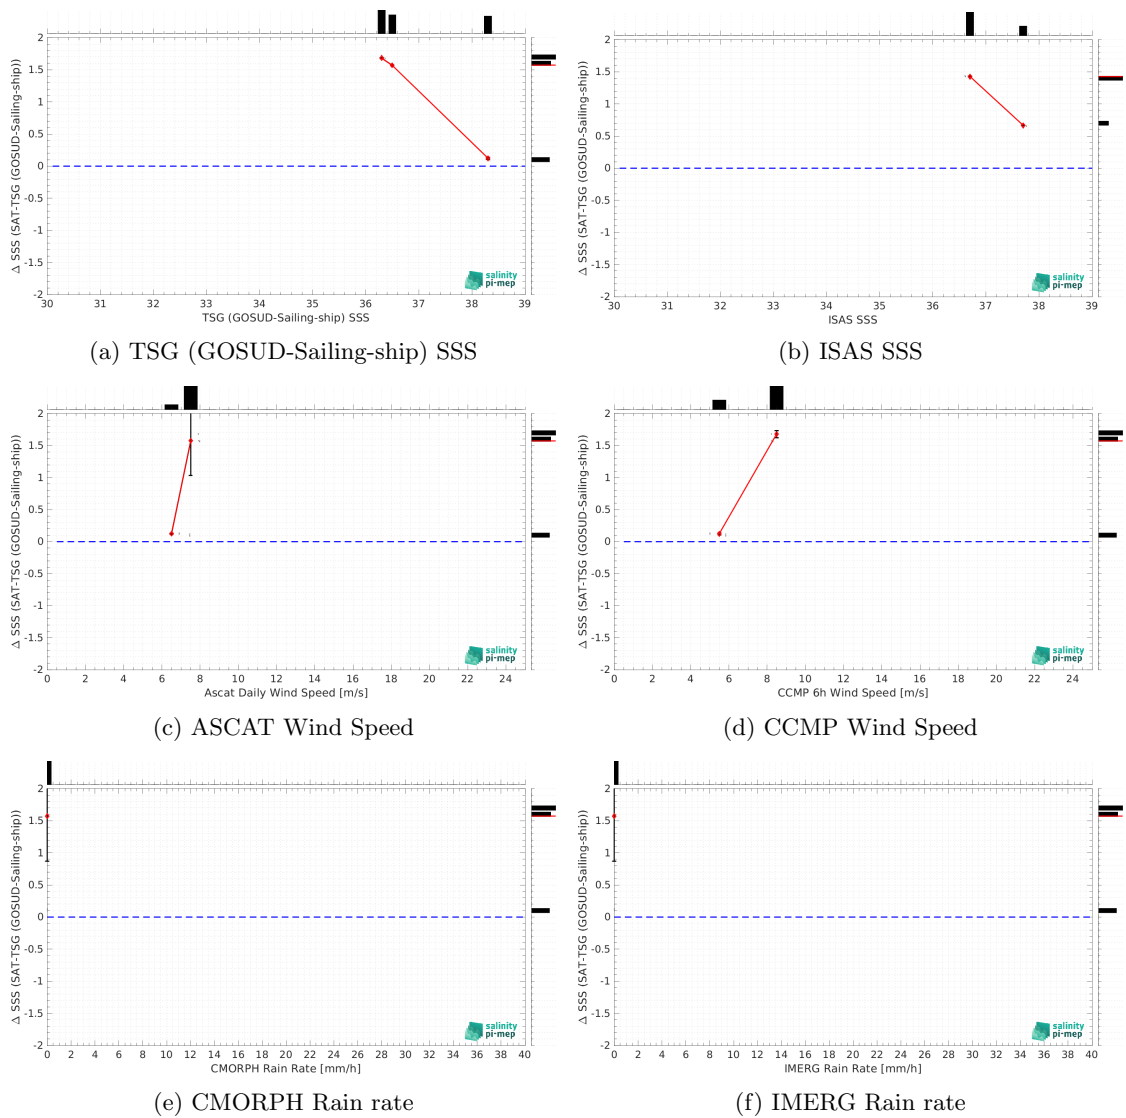 2
1.5
1
0.5
0
-0.5
-1
-1.5
-2
Δ SSS (SAT-TSG (GOSUD-Sailing-ship))
30 31 32 33 34 35 36 37 38 39
TSG (GOSUD-Sailing-ship) SSS
salinity
pi-mep
(a) TSG (GOSUD-Sailing-ship) SSS
2
1.5
1
0.5
0
-0.5
-1
-1.5
-2
Δ SSS (SAT-TSG (GOSUD-Sailing-ship))
30 31 32 33 34 35 36 37 38 39
ISAS SSS
salinity
pi-mep
(b) ISAS SSS
2
1.5
1
0.5
0
-0.5
-1
-1.5
-2
Δ SSS (SAT-TSG (GOSUD-Sailing-ship))
0 2 4 6 8 10 12 14 16 18 20 22 24
Ascat Daily Wind Speed [m/s]
salinity
pi-mep
(c) ASCAT Wind Speed
2
1.5
1
0.5
0
-0.5
-1
-1.5
-2
Δ SSS (SAT-TSG (GOSUD-Sailing-ship))
0 2 4 6 8 10 12 14 16 18 20 22 24
CCMP 6h Wind Speed [m/s]
salinity
pi-mep
(d) CCMP Wind Speed
2
1.5
1
0.5
0
-0.5
-1
-1.5
-2
Δ SSS (SAT-TSG (GOSUD-Sailing-ship))
0 2 4 6 8 10 12 14 16 18 20 22 24 26 28 30 32 34 36 38 40
CMORPH Rain Rate [mm/h]
salinity
pi-mep
(e) CMORPH Rain rate
2
1.5
1
0.5
0
-0.5
-1
-1.5
-2
Δ SSS (SAT-TSG (GOSUD-Sailing-ship))
0 2 4 6 8 10 12 14 16 18 20 22 24 26 28 30 32 34 36 38 40
IMERG Rain Rate [mm/h]
salinity
pi-mep
(f) IMERG Rain rate